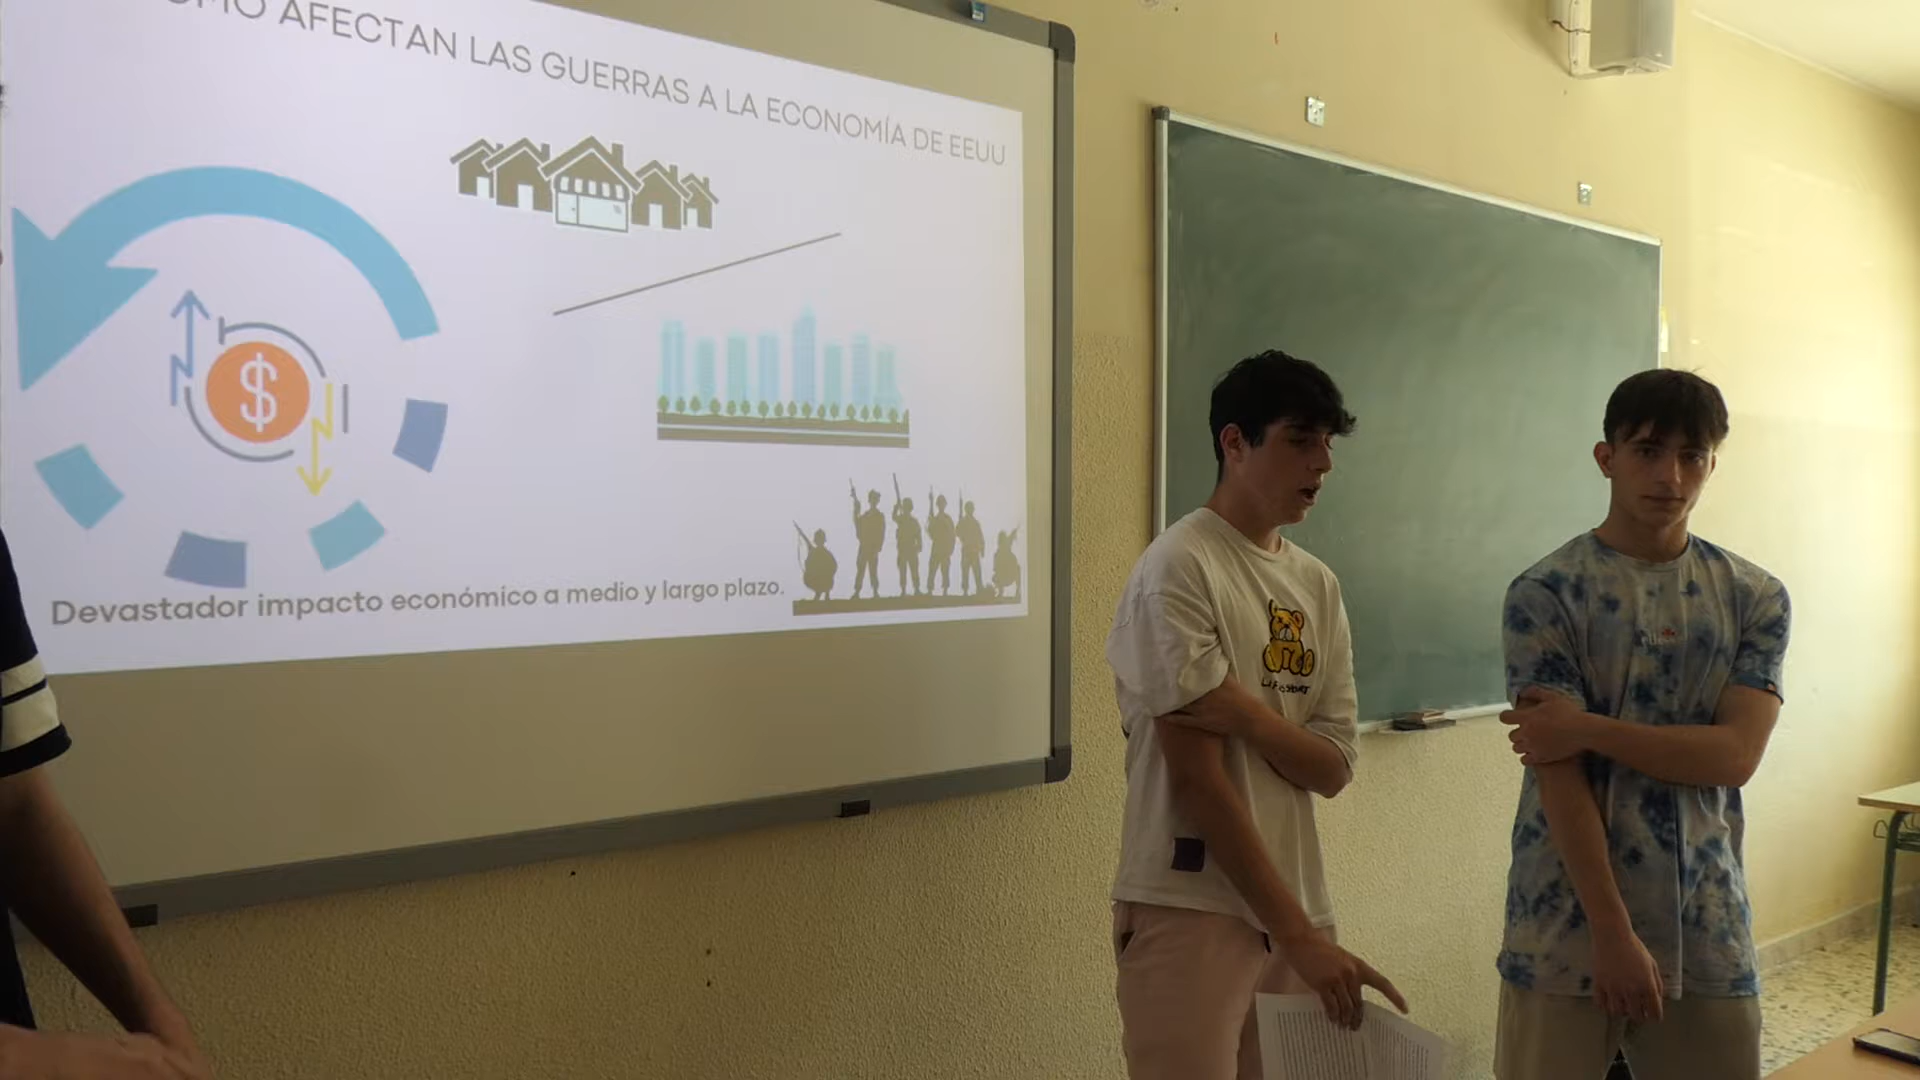 AFECTAN LAS GUERRAS A LA ECONOMÍA DE EEUU
$
Devastador impacto económico a medio y largo plazo.